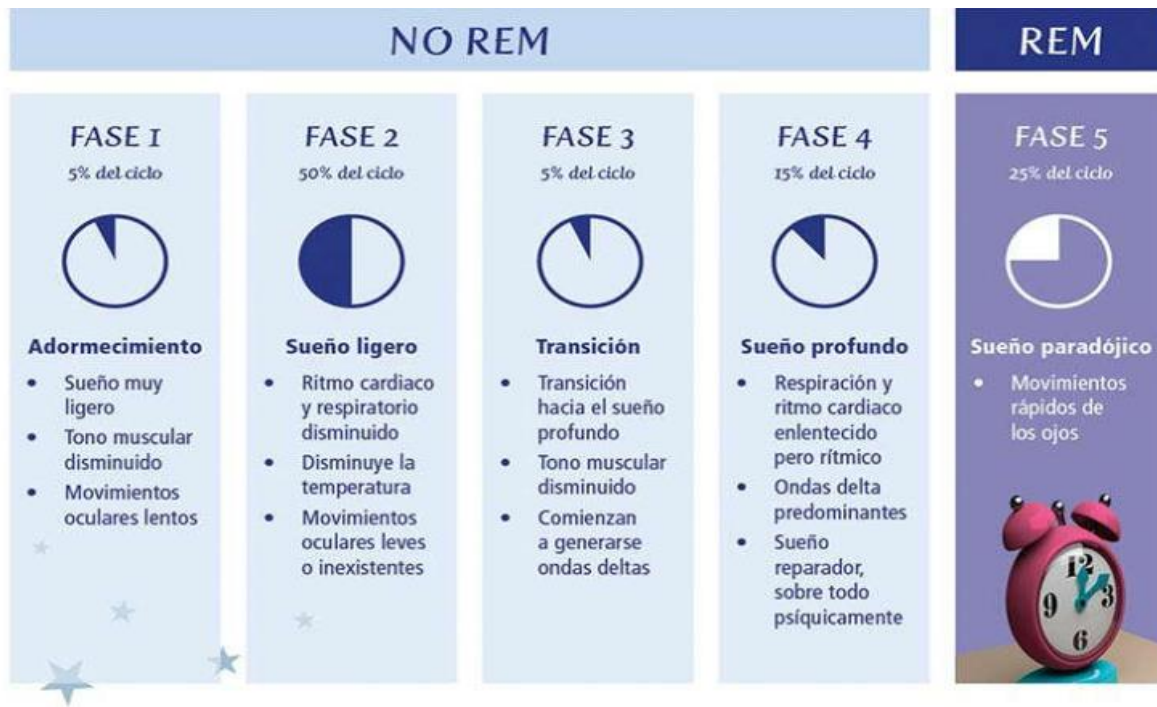 NO REM
REM
FASE 1
5% del ciclo
Adormecimiento
• Sueño muy
ligero
• Tono muscular
disminuido
• Movimientos
oculares lentos
FASE 2
50% del ciclo
Sueño ligero
• Ritmo cardiaco
y respiratorio
disminuido
• Disminuye la
temperatura
• Movimientos
oculares leves
o inexistentes
FASE 3
5% del ciclo
Transición
• Transición
hacia el sueño
profundo
• Tono muscular
disminuido
• Comienzan
a generarse
ondas deltas
FASE 4
15% del ciclo
Sueño profundo
• Respiración y
ritmo cardiaco
enlentecido
pero rítmico
• Ondas delta
predominantes
• Sueño
reparador,
sobre todo
psíquicamente
FASE 5
25% del ciclo
Sueño paradójico
• Movimientos
rápidos de
los ojos
12
9 3
6